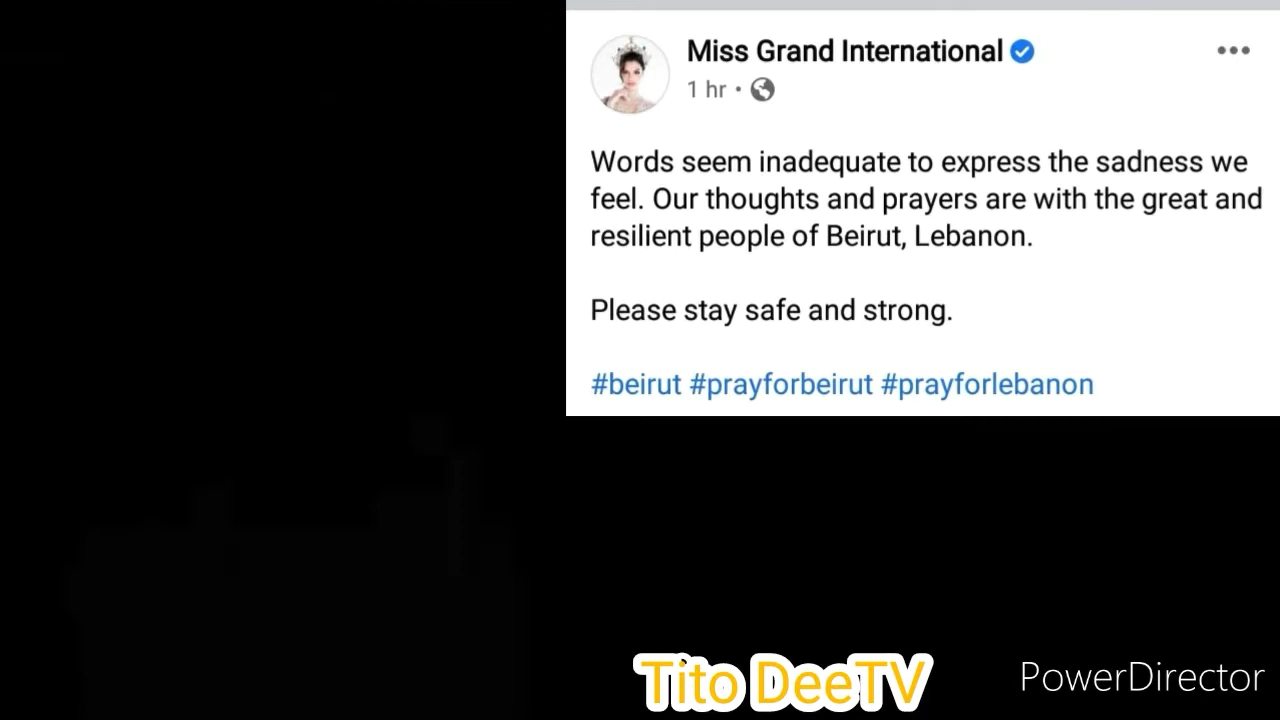 Miss Grand International
1 hr •
Words seem inadequate to express the sadness we
feel. Our thoughts and prayers are with the great and
resilient people of Beirut, Lebanon.
Please stay safe and strong.
#beirut #prayforbeirut #prayforlebanon
Tito DeeTV
PowerDirector